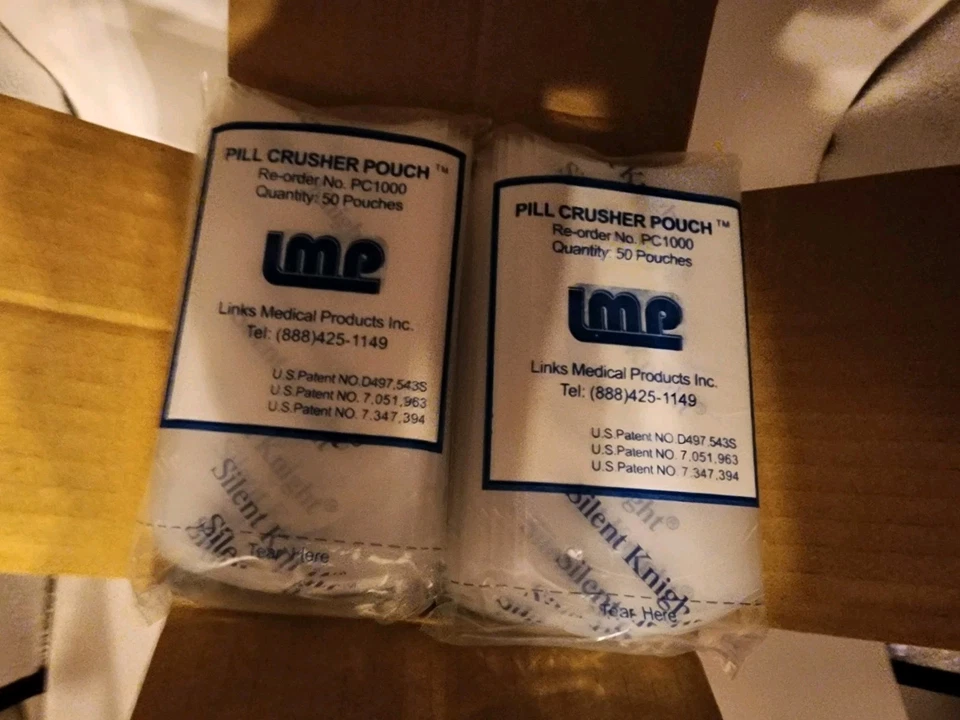 PILL CRUSHER POUCH™
Re-order No. PC1000
Quantity: 50 Pouches
LMP
Links Medical Products Inc.
Tel: (888)425-1149
U.S.Patent NO.D497,543S
U.S.Patent NO. 7,051,963
U.S.Patent NO. 7,347,394
Knight®
Silent Knight
Silent
Tear Here
PILL CRUSHER POUCH™
Re-order No. PC1000
Quantity: 50 Pouches
LMP
Links Medical Products Inc.
Tel: (888)425-1149
U.S.Patent NO.D497,543S
U.S.Patent NO. 7,051,963
U.S.Patent NO. 7,347,394
Silent Knigh
Silent
Tear Here